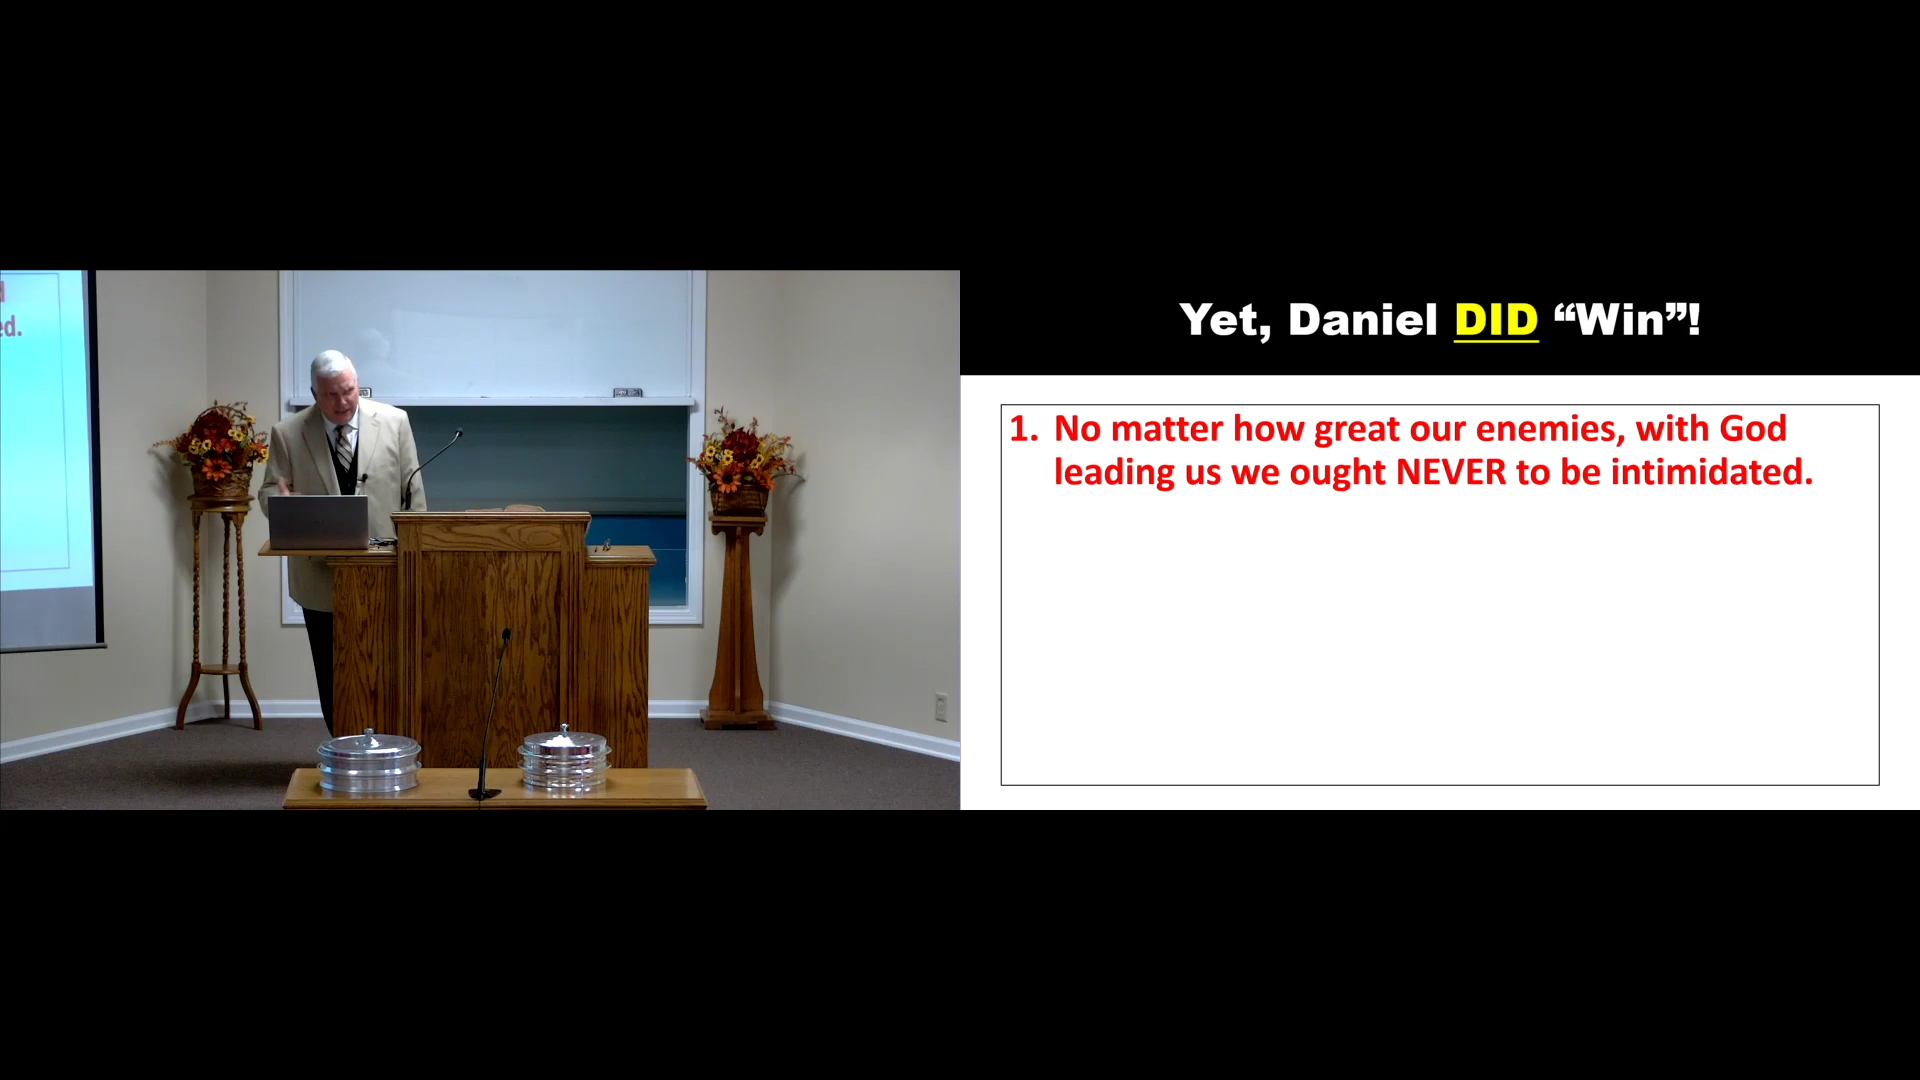 ed.
Yet, Daniel DID “Win”!
1. No matter how great our enemies, with God
leading us we ought NEVER to be intimidated.